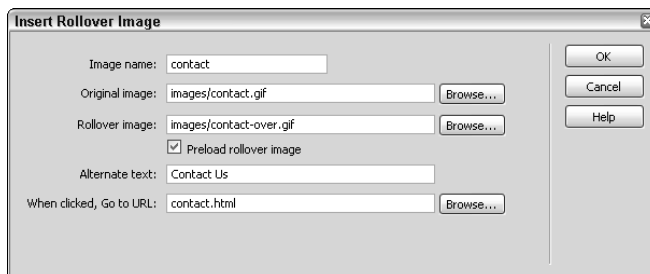 Insert Rollover Image
Image name: contact
OK
Original image: images/contact.gif Browse...
Cancel
Rollover image: images/contact-over.gif Browse...
Help
Preload rollover image
Alternate text: Contact Us
When clicked, Go to URL: contact.html Browse...